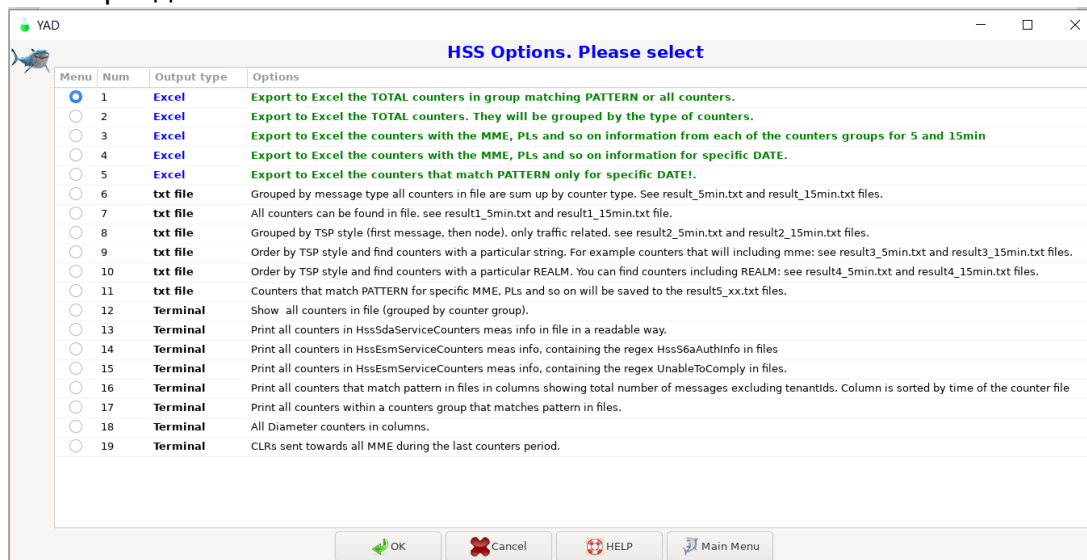 YAD
HSS Options. Please select
Menu Num Output type Options
1 Excel Export to Excel the TOTAL counters in group matching PATTERN or all counters.
2 Excel Export to Excel the TOTAL counters. They will be grouped by the type of counters.
3 Excel Export to Excel the counters with the MME, PLs and so on information from each of the counters groups for 5 and 15min
4 Excel Export to Excel the counters with the MME, PLs and so on information for specific DATE.
5 Excel Export to Excel the counters that match PATTERN only for specific DATE!.
6 txt file Grouped by message type all counters in file are sum up by counter type. See result_5min.txt and result_15min.txt files.
7 txt file All counters can be found in file. see result1_5min.txt and result1_15min.txt file.
8 txt file Grouped by TSP style (first message, then node). only traffic related. see result2_5min.txt and result2_15min.txt files.
9 txt file Order by TSP style and find counters with a particular string. For example counters that will including mme: see result3_5min.txt and result3_15min.txt files.
10 txt file Order by TSP style and find counters with a particular REALM. You can find counters including REALM: see result4_5min.txt and result4_15min.txt files.
11 txt file Counters that match PATTERN for specific MME, PLs and so on will be saved to the result5_xx.txt files.
12 Terminal Show all counters in file (grouped by counter group).
13 Terminal Print all counters in HssSdaServiceCounters meas info in file in a readable way.
14 Terminal Print all counters in HssEsmServiceCounters meas info, containing the regex HssS6aAuthInfo in files
15 Terminal Print all counters in HssEsmServiceCounters meas info, containing the regex UnableToComply in files.
16 Terminal Print all counters that match pattern in files in columns showing total number of messages excluding tenantIds. Column is sorted by time of the counter file
17 Terminal Print all counters within a counters group that matches pattern in files.
18 Terminal All Diameter counters in columns.
19 Terminal CLRs sent towards all MME during the last counters period.
OK Cancel HELP Main Menu